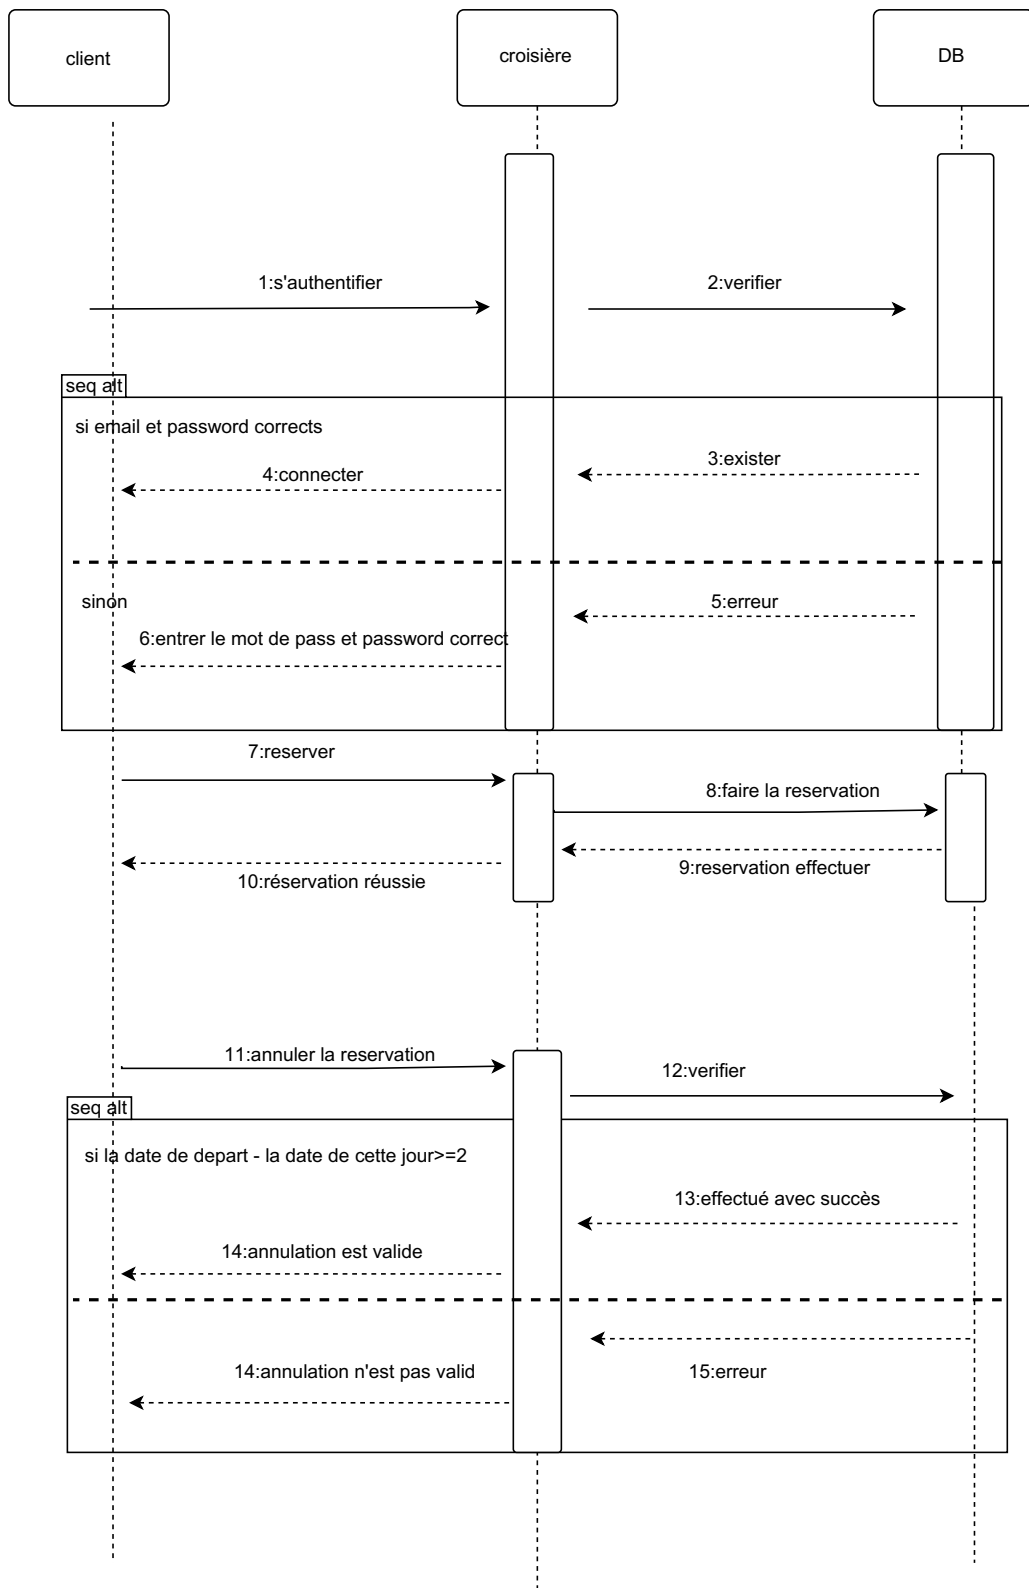 client
croisière
DB
1:s'authentifier
2:verifier
seq alt
si email et password corrects
3:exister
4:connecter
sinon
5:erreur
6:entrer le mot de pass et password correct
7:reserver
8:faire la reservation
9:reservation effectuer
10:réservation réussie
11:annuler la reservation
12:verifier
seq alt
si la date de depart - la date de cette jour>=2
13:effectué avec succès
14:annulation est valide
14:annulation n'est pas valid
15:erreur